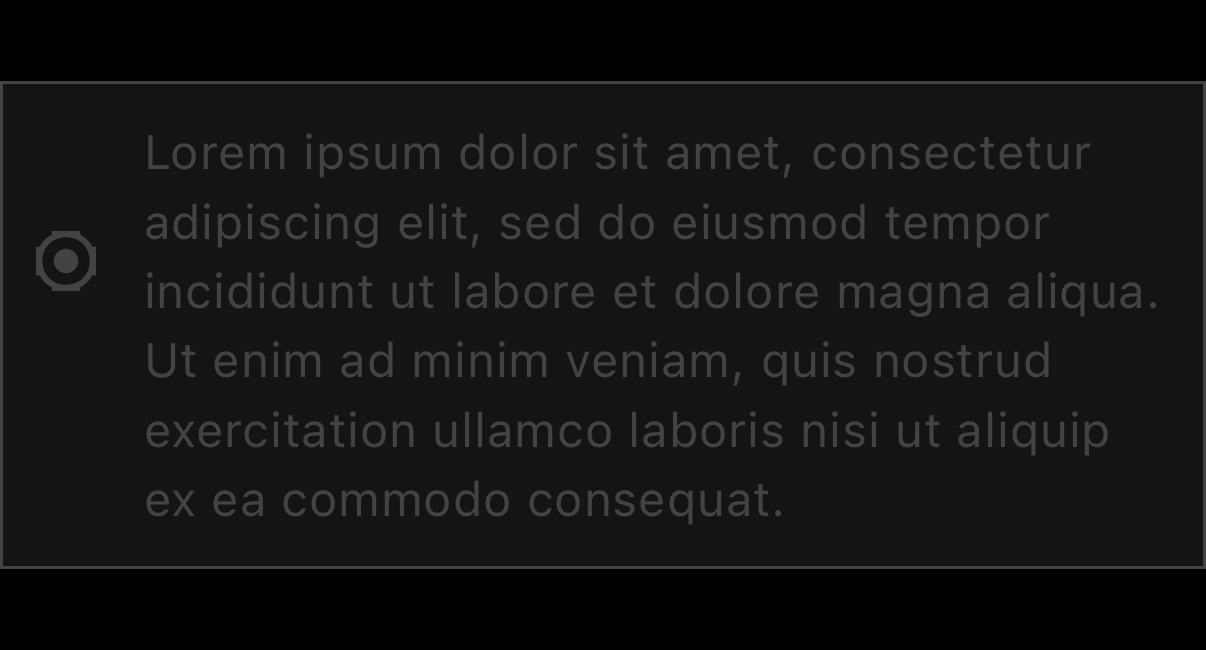 Lorem ipsum dolor sit amet, consectetur
adipiscing elit, sed do eiusmod tempor
incididunt ut labore et dolore magna aliqua.
Ut enim ad minim veniam, quis nostrud
exercitation ullamco laboris nisi ut aliquip
ex ea commodo consequat.